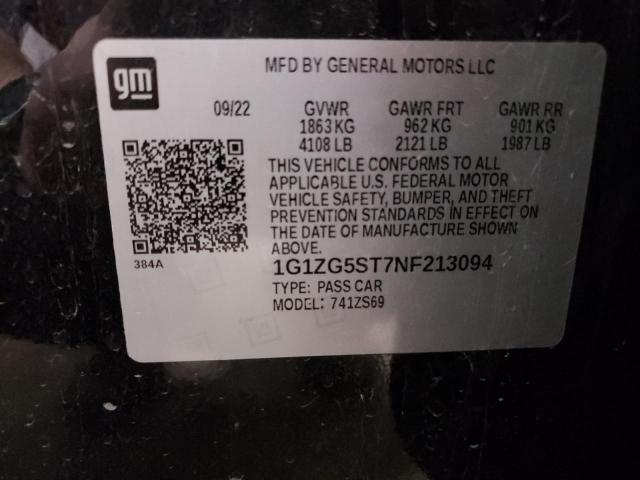 gm
MFD BY GENERAL MOTORS LLC
09/22 GVWR GAWR FRT GAWR RR
1863 KG 962 KG 901 KG
4108 LB 2121 LB 1987 LB
THIS VEHICLE CONFORMS TO ALL
APPLICABLE U.S. FEDERAL MOTOR
VEHICLE SAFETY, BUMPER, AND THEFT
PREVENTION STANDARDS IN EFFECT ON
THE DATE OF MANUFACTURE SHOWN
ABOVE.
384A
1G1ZG5ST7NF213094
TYPE: PASS CAR
MODEL: 741ZS69